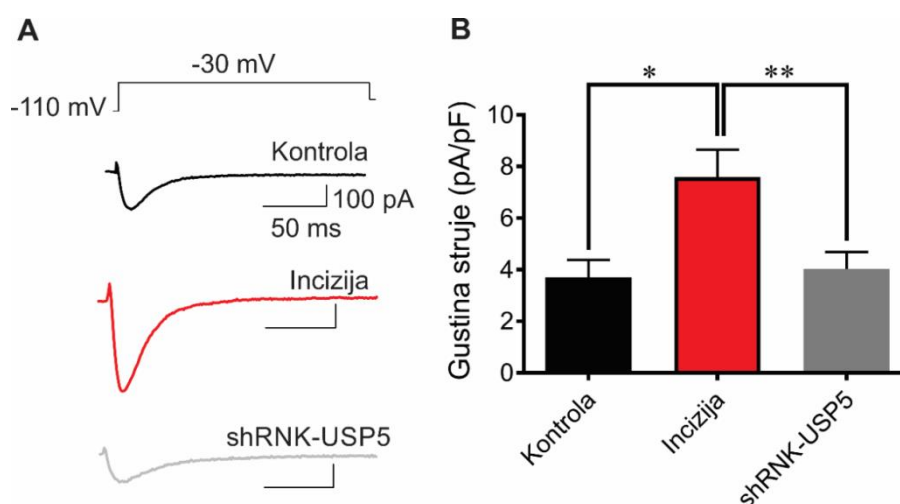 A
-30 mV
-110 mV
Kontrola
100 pA
50 ms
Incizija
shRNK-USP5
B
* **
Gustina struje (pA/pF)
10
8
6
4
2
0
Kontrola
Incizija
shRNK-USP5